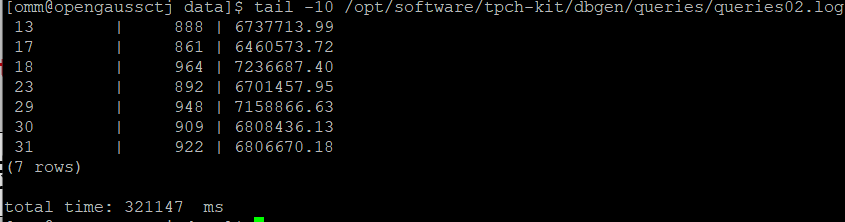 [omm@opengaussctj data]$ tail -10 /opt/software/tpch-kit/dbgen/queries/queries02.log
13 | 888 | 6737713.99
17 | 861 | 6460573.72
18 | 964 | 7236687.40
23 | 892 | 6701457.95
29 | 948 | 7158866.63
30 | 909 | 6808436.13
31 | 922 | 6806670.18
(7 rows)
total time: 321147  ms